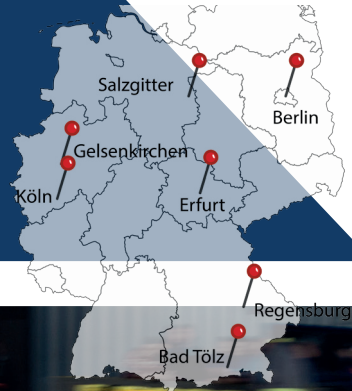 Salzgitter
Berlin
Gelsenkirchen
Köln
Erfurt
Regensburg
Bad Tölz